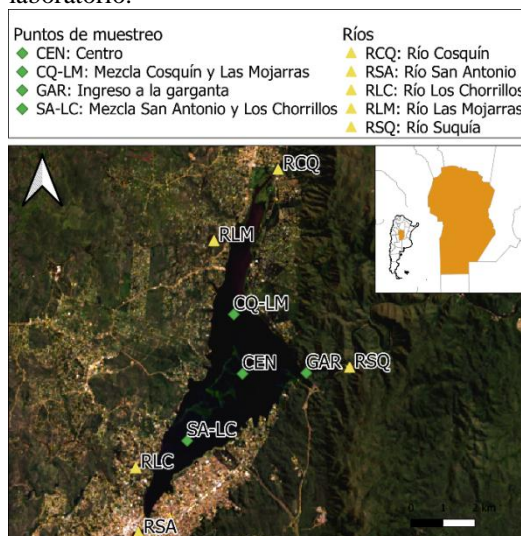 laboratorio.
Puntos de muestreo
CEN: Centro
CQ-LM: Mezcla Cosquín y Las Mojarras
GAR: Ingreso a la garganta
SA-LC: Mezcla San Antonio y Los Chorrillos
Ríos
RCQ: Río Cosquín
RSA: Río San Antonio
RLC: Río Los Chorrillos
RLM: Río Las Mojarras
RSQ: Río Suquía
RCQ
RLM
CQ-LM
CEN
GAR
RSQ
SA-LC
RLC
RSA
0 1 2 km